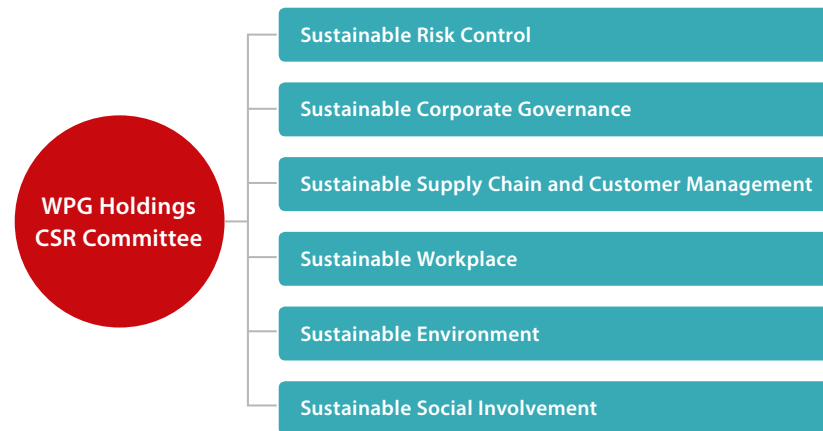 WPG Holdings
CSR Committee
Sustainable Risk Control
Sustainable Corporate Governance
Sustainable Supply Chain and Customer Management
Sustainable Workplace
Sustainable Environment
Sustainable Social Involvement